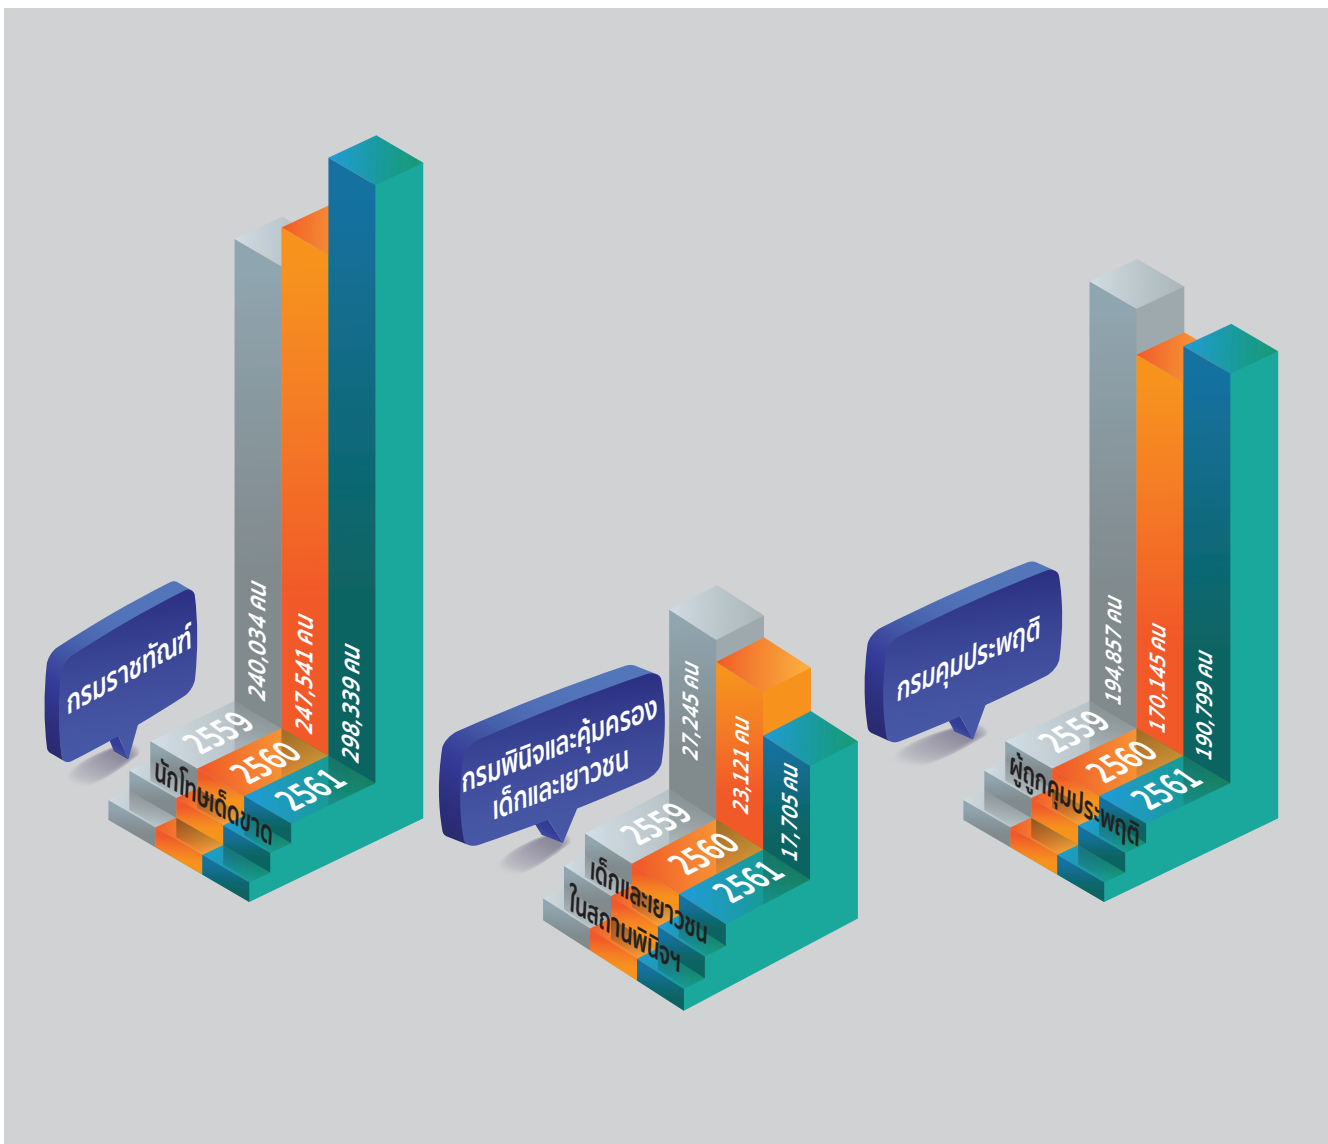 กรมราชทัณฑ์
240,034 คน
247,541 คน
298,339 คน
2559
2560
2561
นักโทษเด็ดขาด
กรมพินิจและคุ้มครอง
เด็กและเยาวชน
27,245 คน
23,121 คน
17,705 คน
2559
2560
2561
เด็กและเยาวชน
ในสถานพินิจฯ
กรมคุมประพฤติ
194,857 คน
170,145 คน
190,799 คน
2559
2560
2561
ผู้ถูกคุมประพฤติ